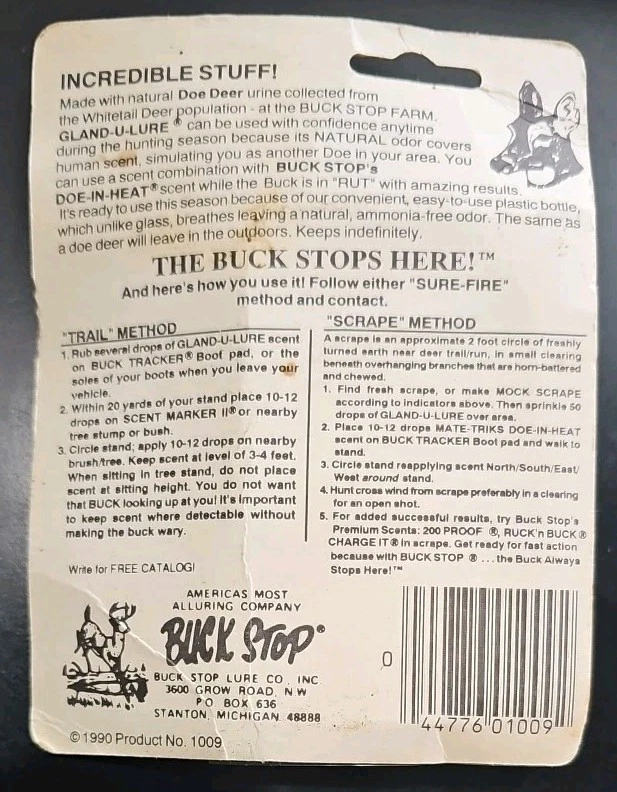 INCREDIBLE STUFF!
Made with natural Doe Deer urine collected from
the Whitetail Deer population - at the BUCK STOP FARM.
GLAND-U-LURE ® can be used with confidence anytime
during the hunting season because its NATURAL odor covers
human scent, simulating you as another Doe in your area. You
can use a scent combination with BUCK STOP's
DOE-IN-HEAT® scent while the Buck is in "RUT" with amazing results.
It's ready to use this season because of our convenient, easy-to-use plastic bottle,
which unlike glass, breathes leaving a natural, ammonia-free odor. The same as
a doe deer will leave in the outdoors. Keeps indefinitely.
THE BUCK STOPS HERE!™
And here's how you use it! Follow either "SURE-FIRE"
method and contact.
"TRAIL" METHOD
1. Rub several drops of GLAND-U-LURE scent
on BUCK TRACKER® Boot pad, or the
soles of your boots when you leave your
vehicle.
2. Within 20 yards of your stand place 10-12
drops on SCENT MARKER II® or nearby
tree stump or bush.
3. Circle stand; apply 10-12 drops on nearby
brush/tree. Keep scent at level of 3-4 feet.
When sitting in tree stand, do not place
scent at sitting height. You do not want
that BUCK looking up at you! It's important
to keep scent where detectable without
making the buck wary.
"SCRAPE" METHOD
A scrape is an approximate 2 foot circle of freshly
turned earth near deer trail/run, in small clearing
beneath overhanging branches that are horn-battered
and chewed.
1. Find fresh scrape, or make MOCK SCRAPE
according to indicators above. Then sprinkle 50
drops of GLAND-U-LURE over area.
2. Place 10-12 drops MATE-TRIKS DOE-IN-HEAT
scent on BUCK TRACKER Boot pad and walk to
stand.
3. Circle stand reapplying scent North/South/East/
West around stand.
4. Hunt cross wind from scrape preferably in a clearing
for an open shot.
5. For added successful results, try Buck Stop's
Premium Scents: 200 PROOF ®, RUCK'n BUCK ®
CHARGE IT ® in scrape. Get ready for fast action
because with BUCK STOP ® ... the Buck Always
Stops Here!™
Write for FREE CATALOG!
AMERICAS MOST
ALLURING COMPANY
BUCK STOP®
BUCK STOP LURE CO., INC.
3600 GROW ROAD, N W
P O BOX 636
STANTON, MICHIGAN 48888
©1990 Product No. 1009
0 44776 01009